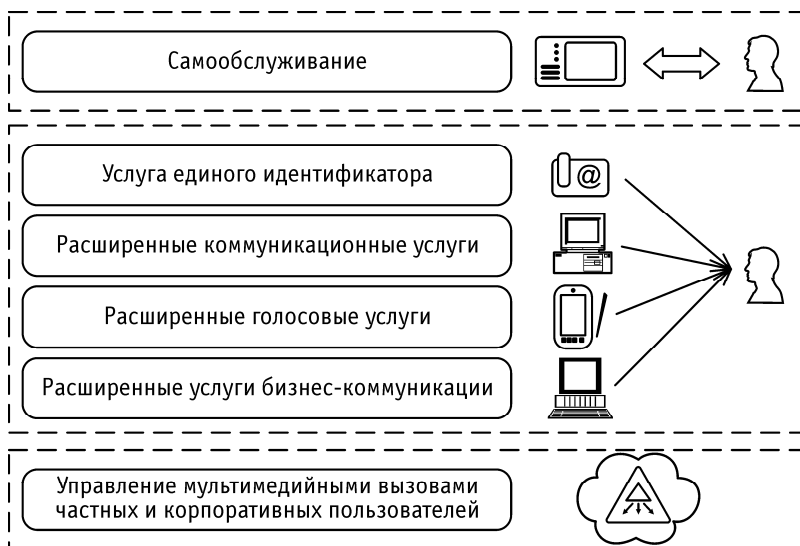 Самообслуживание
Услуга единого идентификатора
@
Расширенные коммуникационные услуги
Расширенные голосовые услуги
Расширенные услуги бизнес-коммуникации
Управление мультимедийными вызовами
частных и корпоративных пользователей